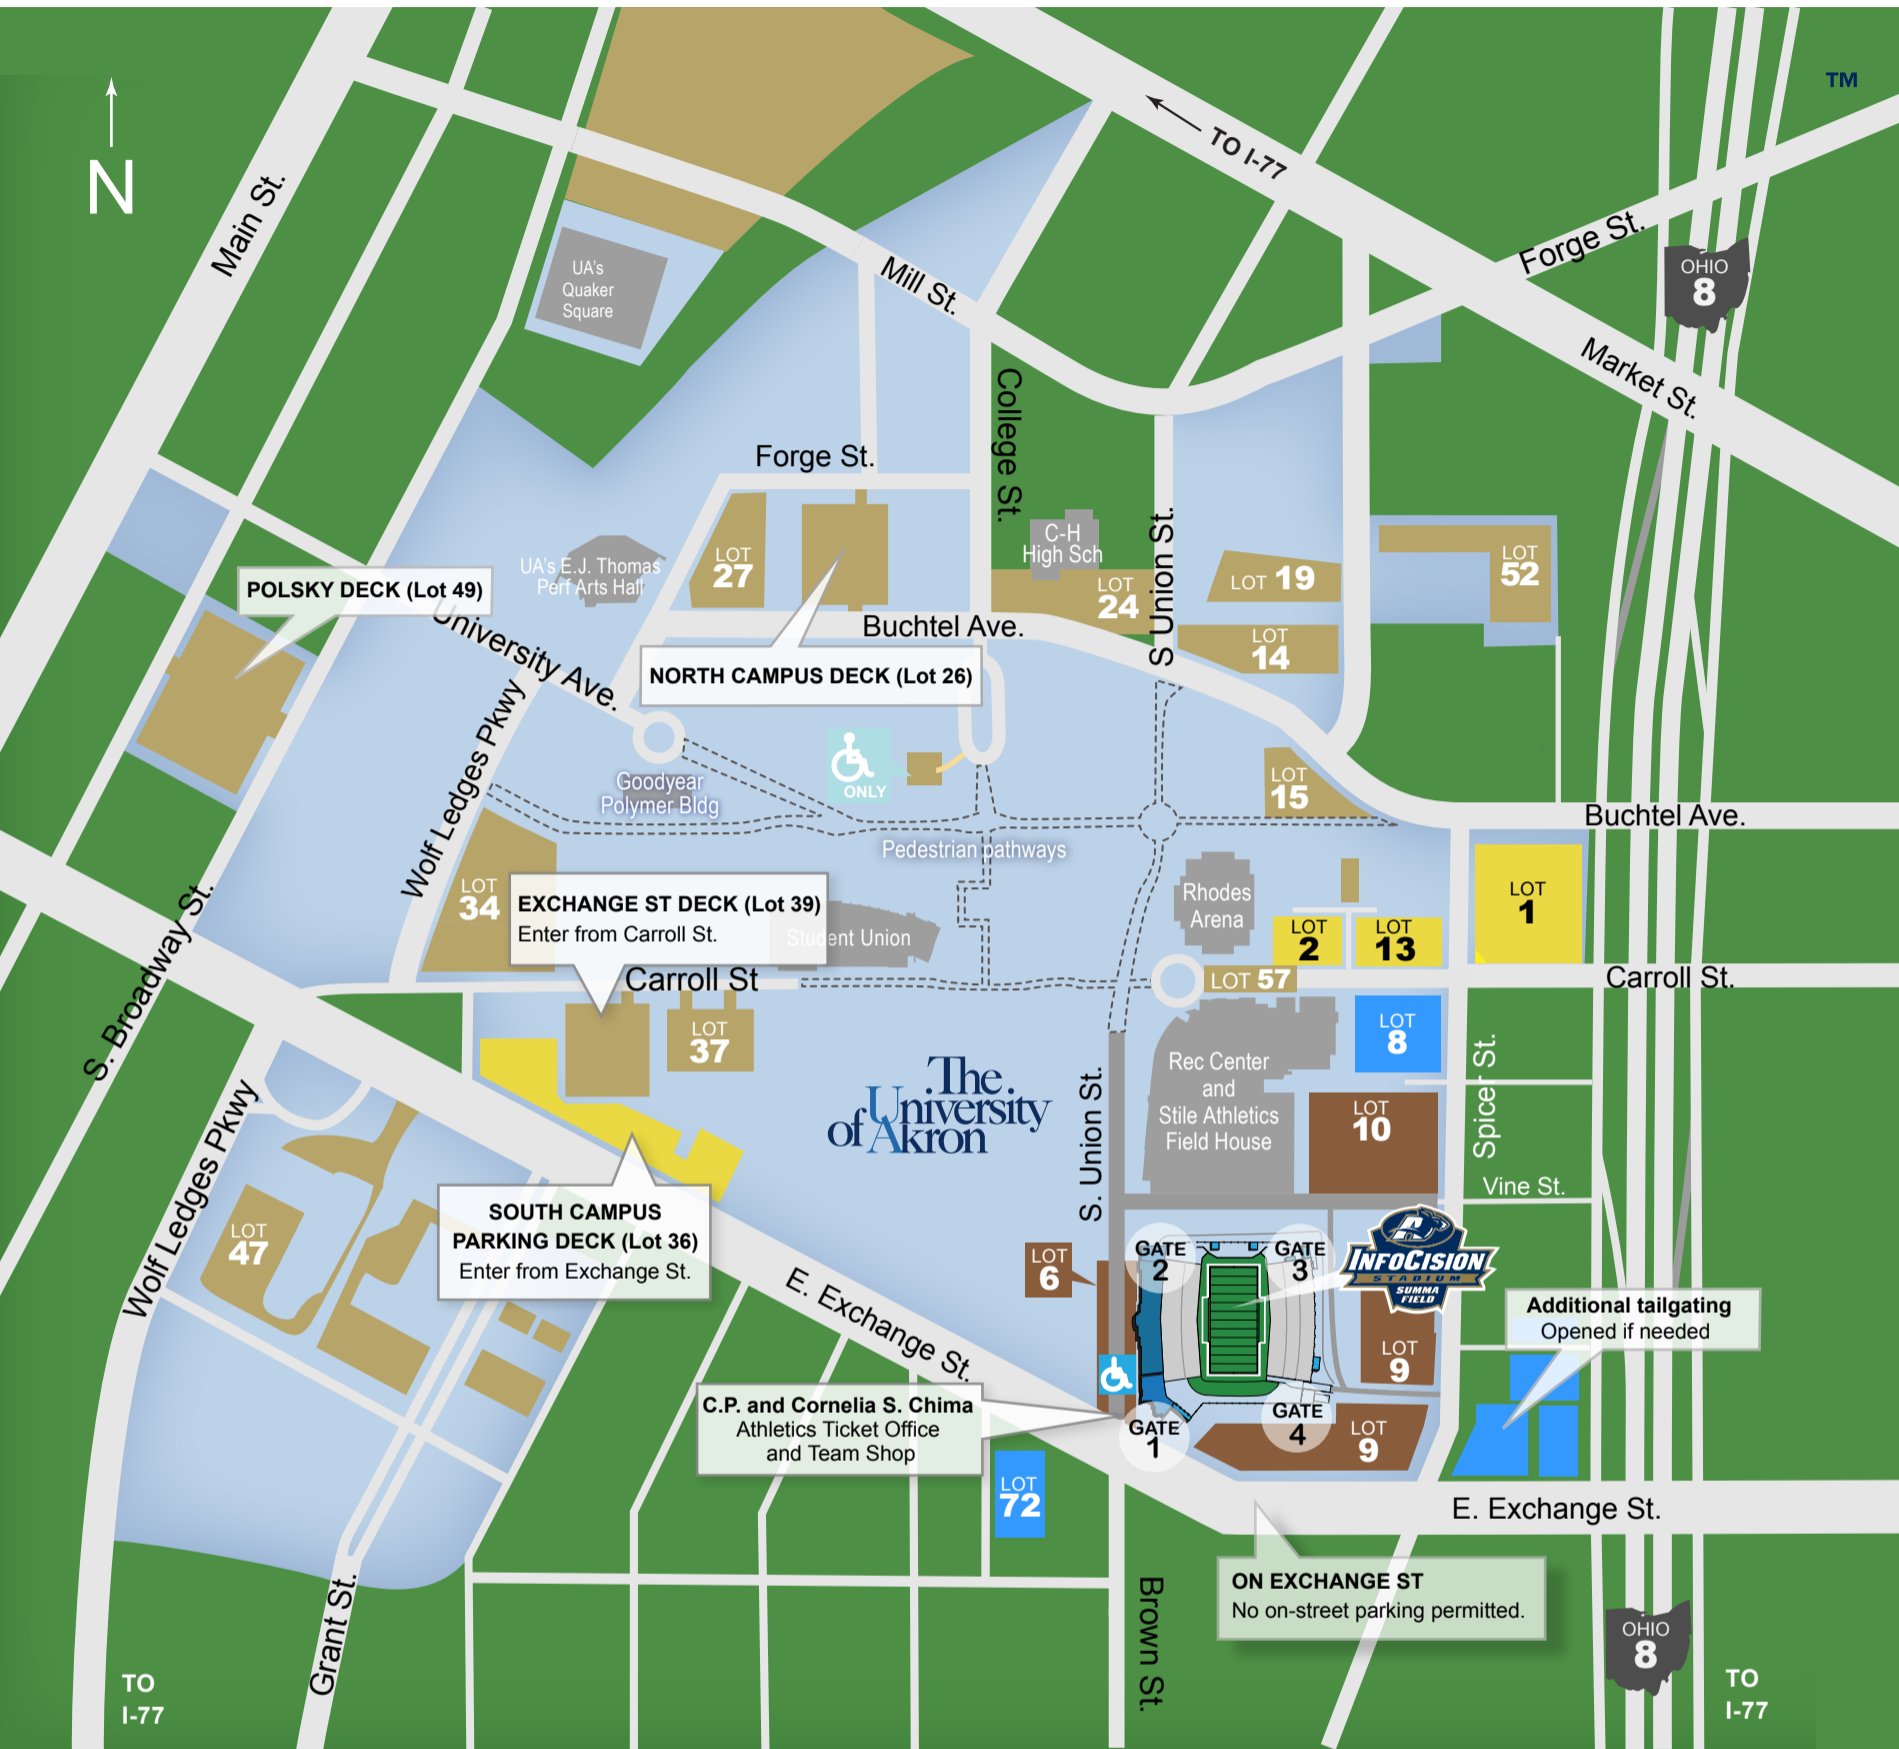 TM
TO I-77
N
Main St.
Forge St.
OHIO
8
UA's
Quaker
Square
Mill St.
Market St.
College St.
Forge St.
S Union St.
C-H
High Sch
LOT
27
UA's E.J. Thomas
Perf Arts Hall
LOT
24
LOT 19
LOT
52
POLSKY DECK (Lot 49)
University Ave.
Buchtel Ave.
LOT
14
NORTH CAMPUS DECK (Lot 26)
Wolf Ledges Pkwy
ONLY
Goodyear
Polymer Bldg
LOT
15
Buchtel Ave.
Pedestrian pathways
LOT
34
EXCHANGE ST DECK (Lot 39)
Enter from Carroll St.
Student Union
Rhodes
Arena
LOT
2
LOT
13
LOT
1
S. Broadway St.
Carroll St
LOT 57
Carroll St.
LOT
37
LOT
8
The
University
of Akron
Rec Center
and
Stile Athletics
Field House
LOT
10
Spicer St.
S. Union St.
Vine St.
Wolf Ledges Pkwy
LOT
47
SOUTH CAMPUS
PARKING DECK (Lot 36)
Enter from Exchange St.
E. Exchange St.
LOT
6
GATE
2
GATE
3
INFOCISION
STADIUM
SUMMA
FIELD
Additional tailgating
Opened if needed
LOT
9
C.P. and Cornelia S. Chima
Athletics Ticket Office
and Team Shop
GATE
1
GATE
4
LOT
9
LOT
72
E. Exchange St.
ON EXCHANGE ST
No on-street parking permitted.
Grant St.
Brown St.
OHIO
8
TO
I-77
TO
I-77